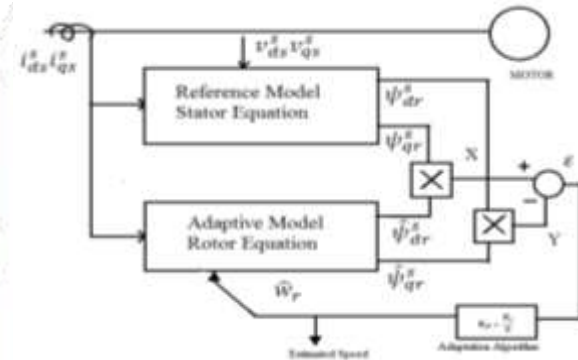 i^s_ds i^s_qs
v^s_ds v^s_qs
MOTOR
Reference Model
Stator Equation
ψ^s_dr
ψ^s_qr
X
+
ε
−
Y
Adaptive Model
Rotor Equation
ψ̂^s_dr
ψ̂^s_qr
ŵ_r
Adaptation Algorithm
Estimated Speed